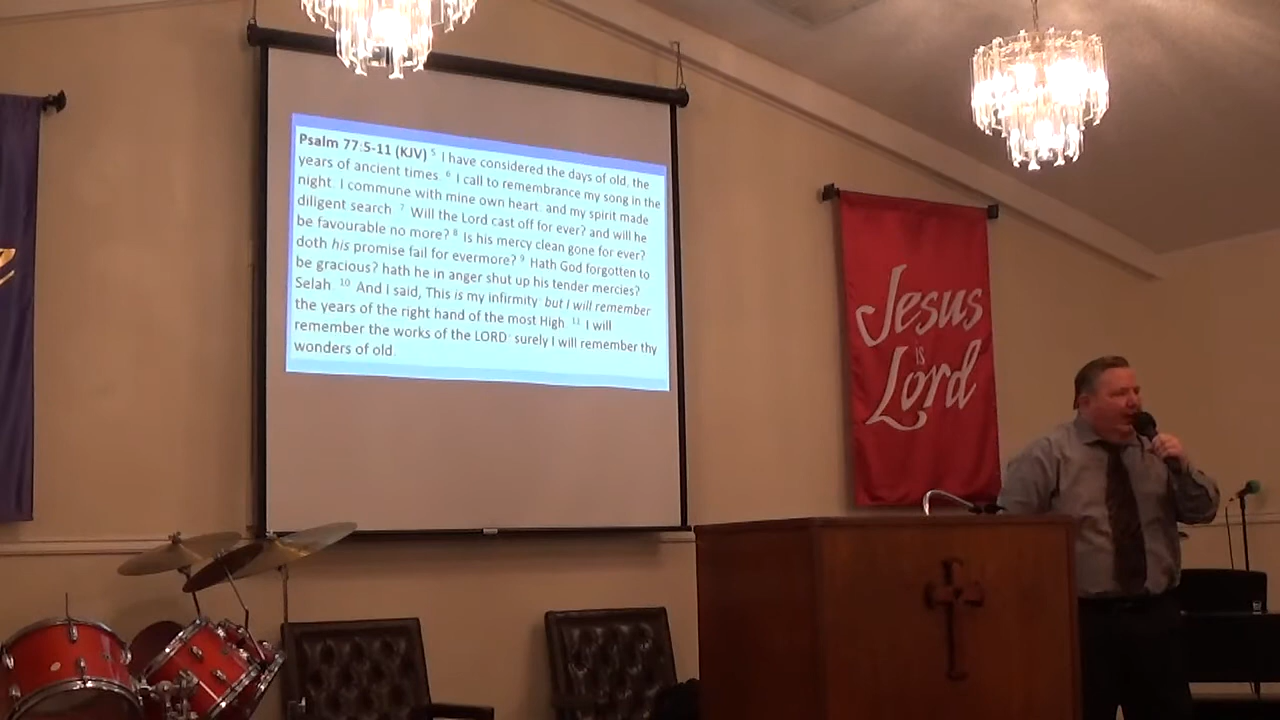 Psalm 77:5-11 (KJV) 5 I have considered the days of old, the
years of ancient times. 6 I call to remembrance my song in the
night: I commune with mine own heart: and my spirit made
diligent search. 7 Will the Lord cast off for ever? and will he
be favourable no more? 8 Is his mercy clean gone for ever?
doth his promise fail for evermore? 9 Hath God forgotten to
be gracious? hath he in anger shut up his tender mercies?
Selah. 10 And I said, This is my infirmity: but I will remember
the years of the right hand of the most High. 11 I will
remember the works of the LORD: surely I will remember thy
wonders of old.
Jesus
is
Lord